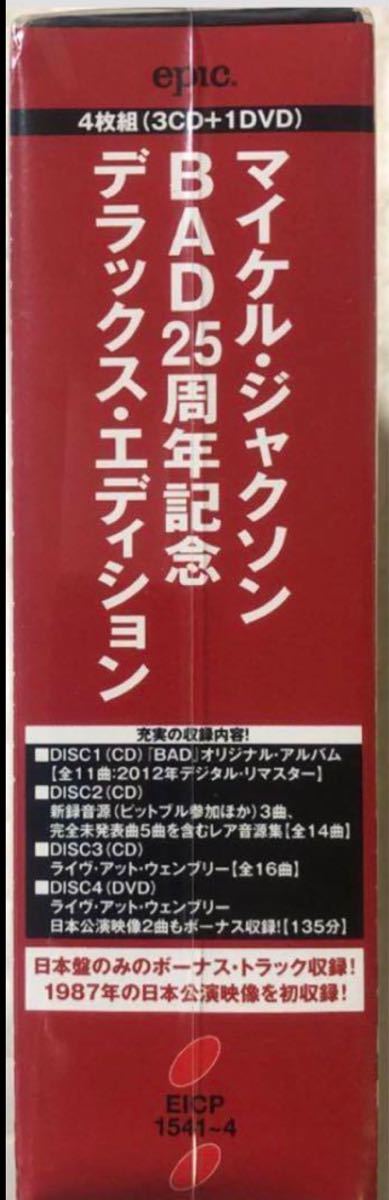 epic.
4枚組(3CD+1DVD)
マイケル・ジャクソン
BAD25周年記念
デラックス・エディション
充実の収録内容!
■DISC1(CD)『BAD』オリジナル・アルバム
【全11曲:2012年デジタル・リマスター】
■DISC2(CD)
新録音源(ピットブル参加ほか)3曲、
完全未発表曲5曲を含むレア音源集【全14曲】
■DISC3(CD)
ライヴ・アット・ウェンブリー【全16曲】
■DISC4(DVD)
ライヴ・アット・ウェンブリー
日本公演映像2曲もボーナス収録!【135分】
日本盤のみのボーナス・トラック収録!
1987年の日本公演映像を初収録!
EICP
1541~4